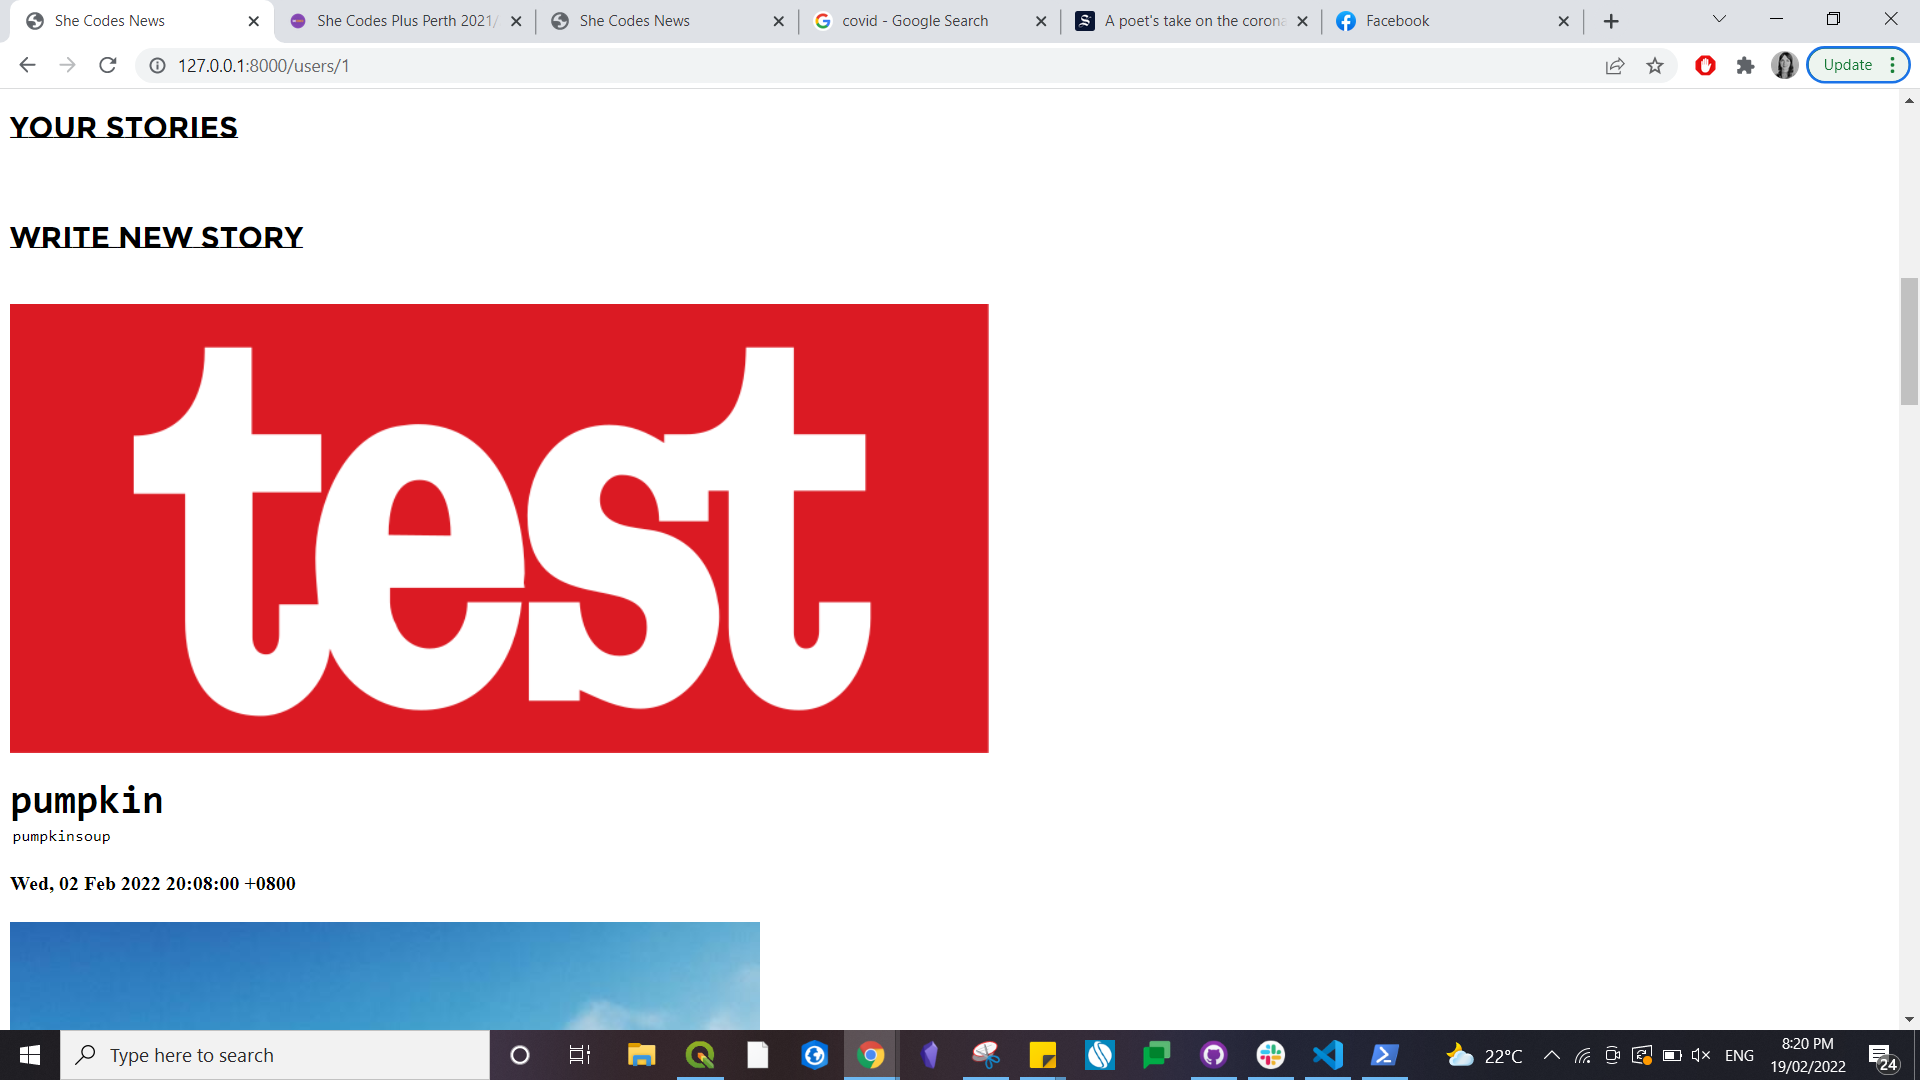 She Codes News
She Codes Plus Perth 2021/
She Codes News
covid - Google Search
A poet's take on the corona
Facebook
127.0.0.1:8000/users/1
Update
YOUR STORIES
WRITE NEW STORY
test
pumpkin
pumpkinsoup
Wed, 02 Feb 2022 20:08:00 +0800
Type here to search
22°C
ENG
8:20 PM
19/02/2022
24